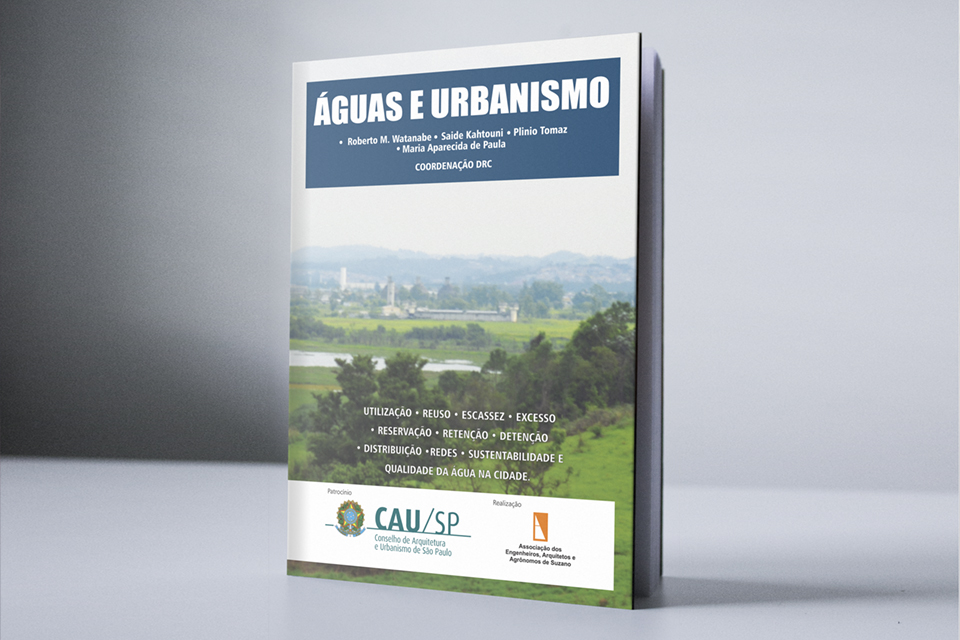 ÁGUAS E URBANISMO
• Roberto M. Watanabe • Saide Kahtouni • Plinio Tomaz
• Maria Aparecida de Paula
COORDENAÇÃO DRC
UTILIZAÇÃO • REUSO • ESCASSEZ • EXCESSO
• RESERVAÇÃO • RETENÇÃO • DETENÇÃO
• DISTRIBUIÇÃO •REDES • SUSTENTABILIDADE E
QUALIDADE DA ÁGUA NA CIDADE.
Patrocínio
CAU/SP
Conselho de Arquitetura
e Urbanismo de São Paulo
Realização
Associação dos
Engenheiros, Arquitetos e
Agrônomos de Suzano